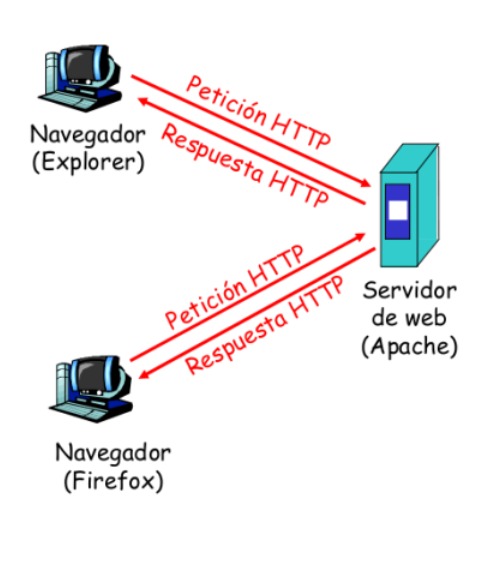 Petición HTTP
Respuesta HTTP
Navegador
(Explorer)
Petición HTTP
Respuesta HTTP
Servidor
de web
(Apache)
Navegador
(Firefox)